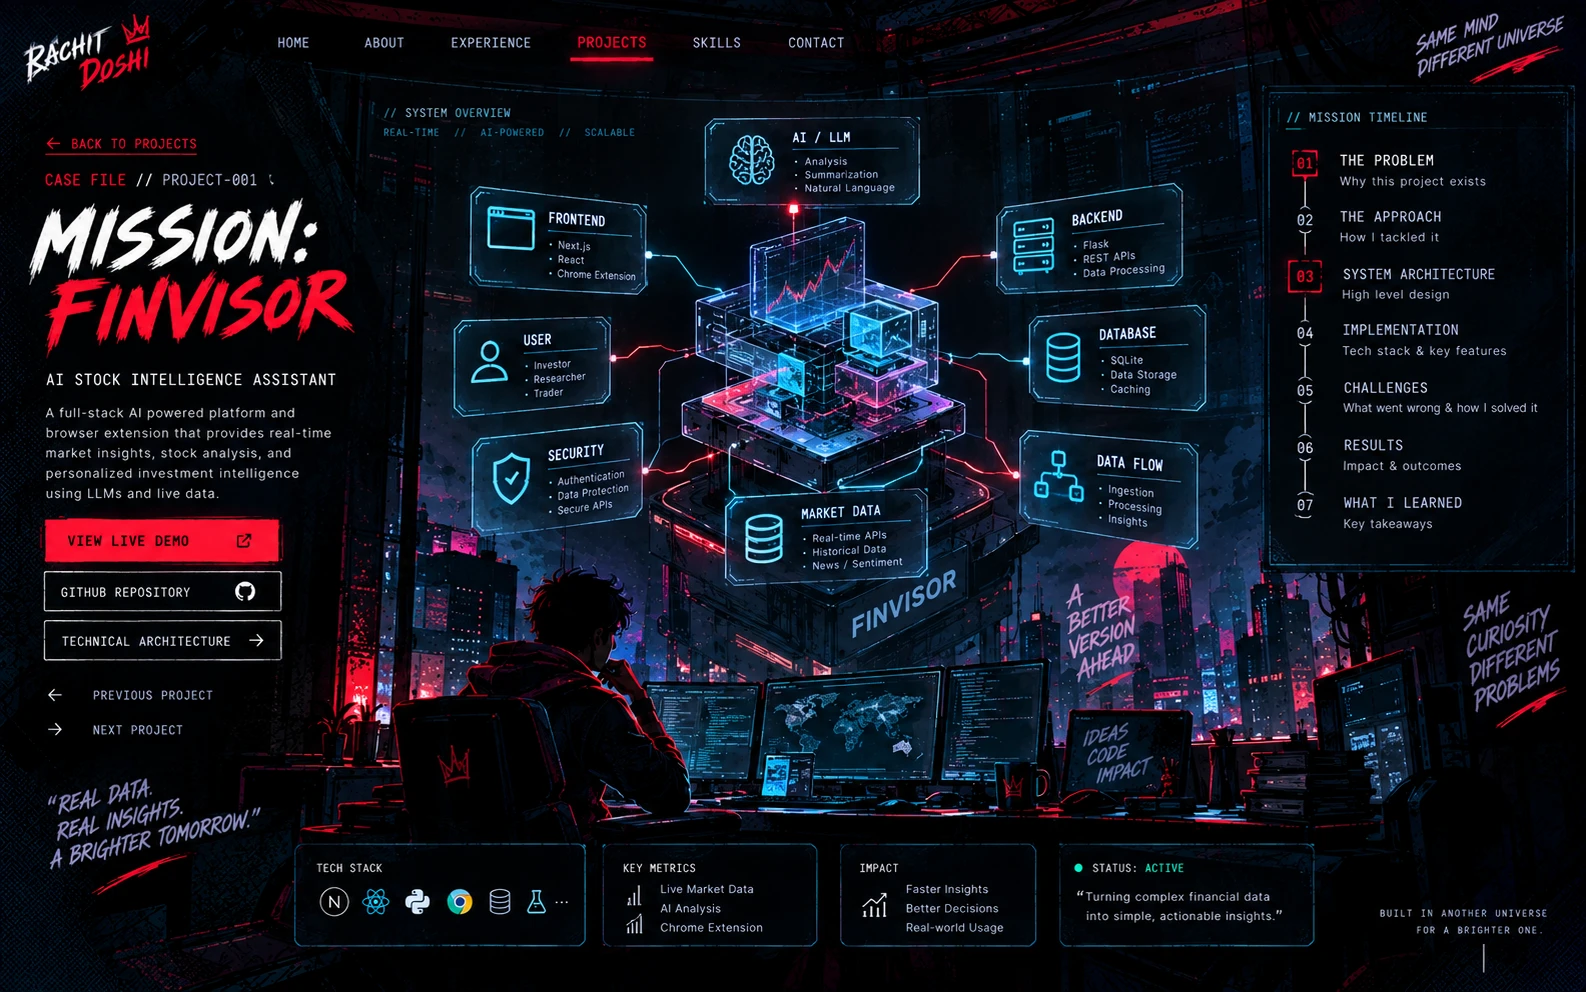 RACHIT
DOSHI
HOME
ABOUT
EXPERIENCE
PROJECTS
SKILLS
CONTACT
SAME MIND
DIFFERENT UNIVERSE
← BACK TO PROJECTS
CASE FILE // PROJECT-001
MISSION:
FINVISOR
AI STOCK INTELLIGENCE ASSISTANT
A full-stack AI powered platform and
browser extension that provides real-time
market insights, stock analysis, and
personalized investment intelligence
using LLMs and live data.
VIEW LIVE DEMO
GITHUB REPOSITORY
TECHNICAL ARCHITECTURE →
← PREVIOUS PROJECT
→ NEXT PROJECT
“REAL DATA.
REAL INSIGHTS.
A BRIGHTER TOMORROW.”
// SYSTEM OVERVIEW
REAL-TIME // AI-POWERED // SCALABLE
AI / LLM
• Analysis
• Summarization
• Natural Language
FRONTEND
• Next.js
• React
• Chrome Extension
BACKEND
• Flask
• REST APIs
• Data Processing
USER
• Investor
• Researcher
• Trader
DATABASE
• SQLite
• Data Storage
• Caching
SECURITY
• Authentication
• Data Protection
• Secure APIs
DATA FLOW
• Ingestion
• Processing
• Insights
MARKET DATA
• Real-time APIs
• Historical Data
• News / Sentiment
FINVISOR
A
BETTER
VERSION
AHEAD
IDEAS
CODE
IMPACT
// MISSION TIMELINE
01 THE PROBLEM
Why this project exists
02 THE APPROACH
How I tackled it
03 SYSTEM ARCHITECTURE
High level design
04 IMPLEMENTATION
Tech stack & key features
05 CHALLENGES
What went wrong & how I solved it
06 RESULTS
Impact & outcomes
07 WHAT I LEARNED
Key takeaways
SAME
CURIOSITY
DIFFERENT
PROBLEMS
TECH STACK
N
...
KEY METRICS
Live Market Data
AI Analysis
Chrome Extension
IMPACT
Faster Insights
Better Decisions
Real-world Usage
STATUS: ACTIVE
“Turning complex financial data
into simple, actionable insights.”
BUILT IN ANOTHER UNIVERSE
FOR A BRIGHTER ONE.